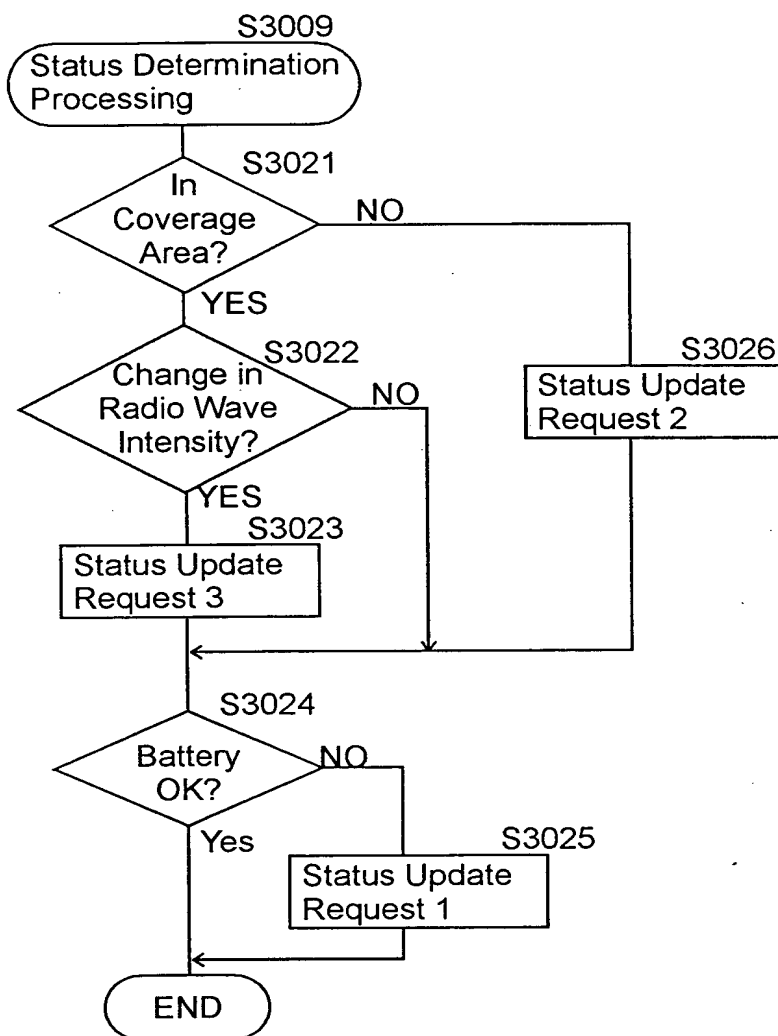 S3009
Status Determination
Processing
S3021
In
Coverage
Area?
NO
YES
S3022
Change in
Radio Wave
Intensity?
NO
S3026
Status Update
Request 2
YES
S3023
Status Update
Request 3
S3024
Battery
OK?
NO
Yes
S3025
Status Update
Request 1
END